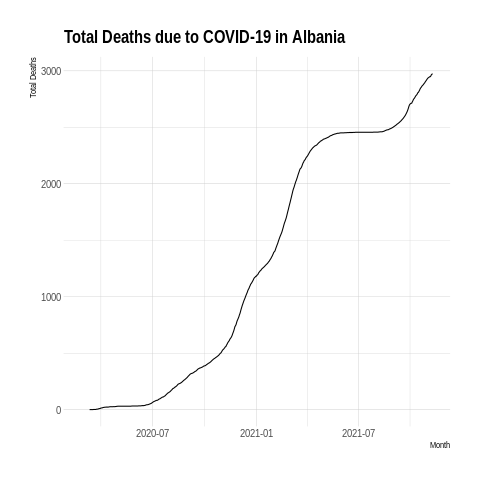 Total Deaths due to COVID-19 in Albania
Total Deaths
3000
2000
1000
0
2020-07 2021-01 2021-07
Month